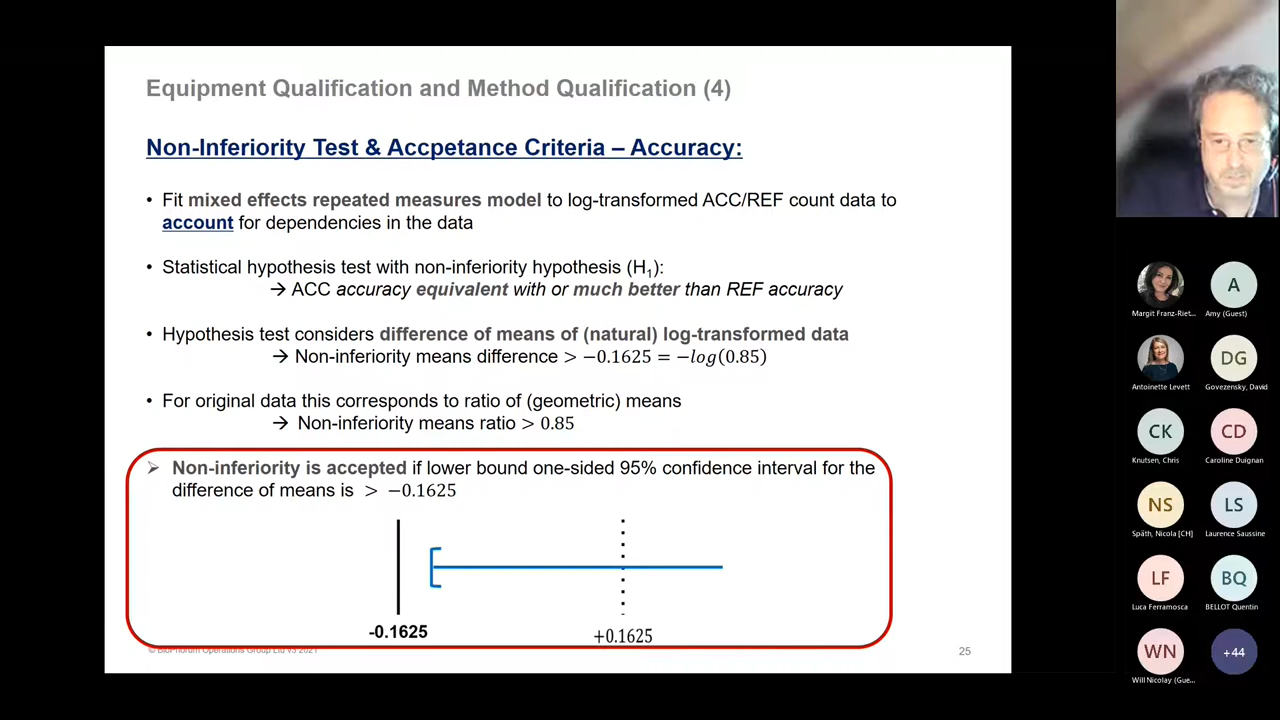 Equipment Qualification and Method Qualification (4)
Non-Inferiority Test & Accpetance Criteria – Accuracy:
• Fit mixed effects repeated measures model to log-transformed ACC/REF count data to
account for dependencies in the data
• Statistical hypothesis test with non-inferiority hypothesis (H₁):
→ ACC accuracy equivalent with or much better than REF accuracy
• Hypothesis test considers difference of means of (natural) log-transformed data
→ Non-inferiority means difference > −0.1625 = −log(0.85)
• For original data this corresponds to ratio of (geometric) means
→ Non-inferiority means ratio > 0.85
➢ Non-inferiority is accepted if lower bound one-sided 95% confidence interval for the
difference of means is > −0.1625
-0.1625
+0.1625
© BioPhorum Operations Group Ltd v3 2021
25
Margit Franz-Riet...
A
Amy (Guest)
Antoinette Levett
DG
Govezensky, David
CK
Knutsen, Chris
CD
Caroline Duignan
NS
Späth, Nicola [CH]
LS
Laurence Saussine
LF
Luca Ferramosca
BQ
BELLOT Quentin
WN
Will Nicolay (Gue...
+44